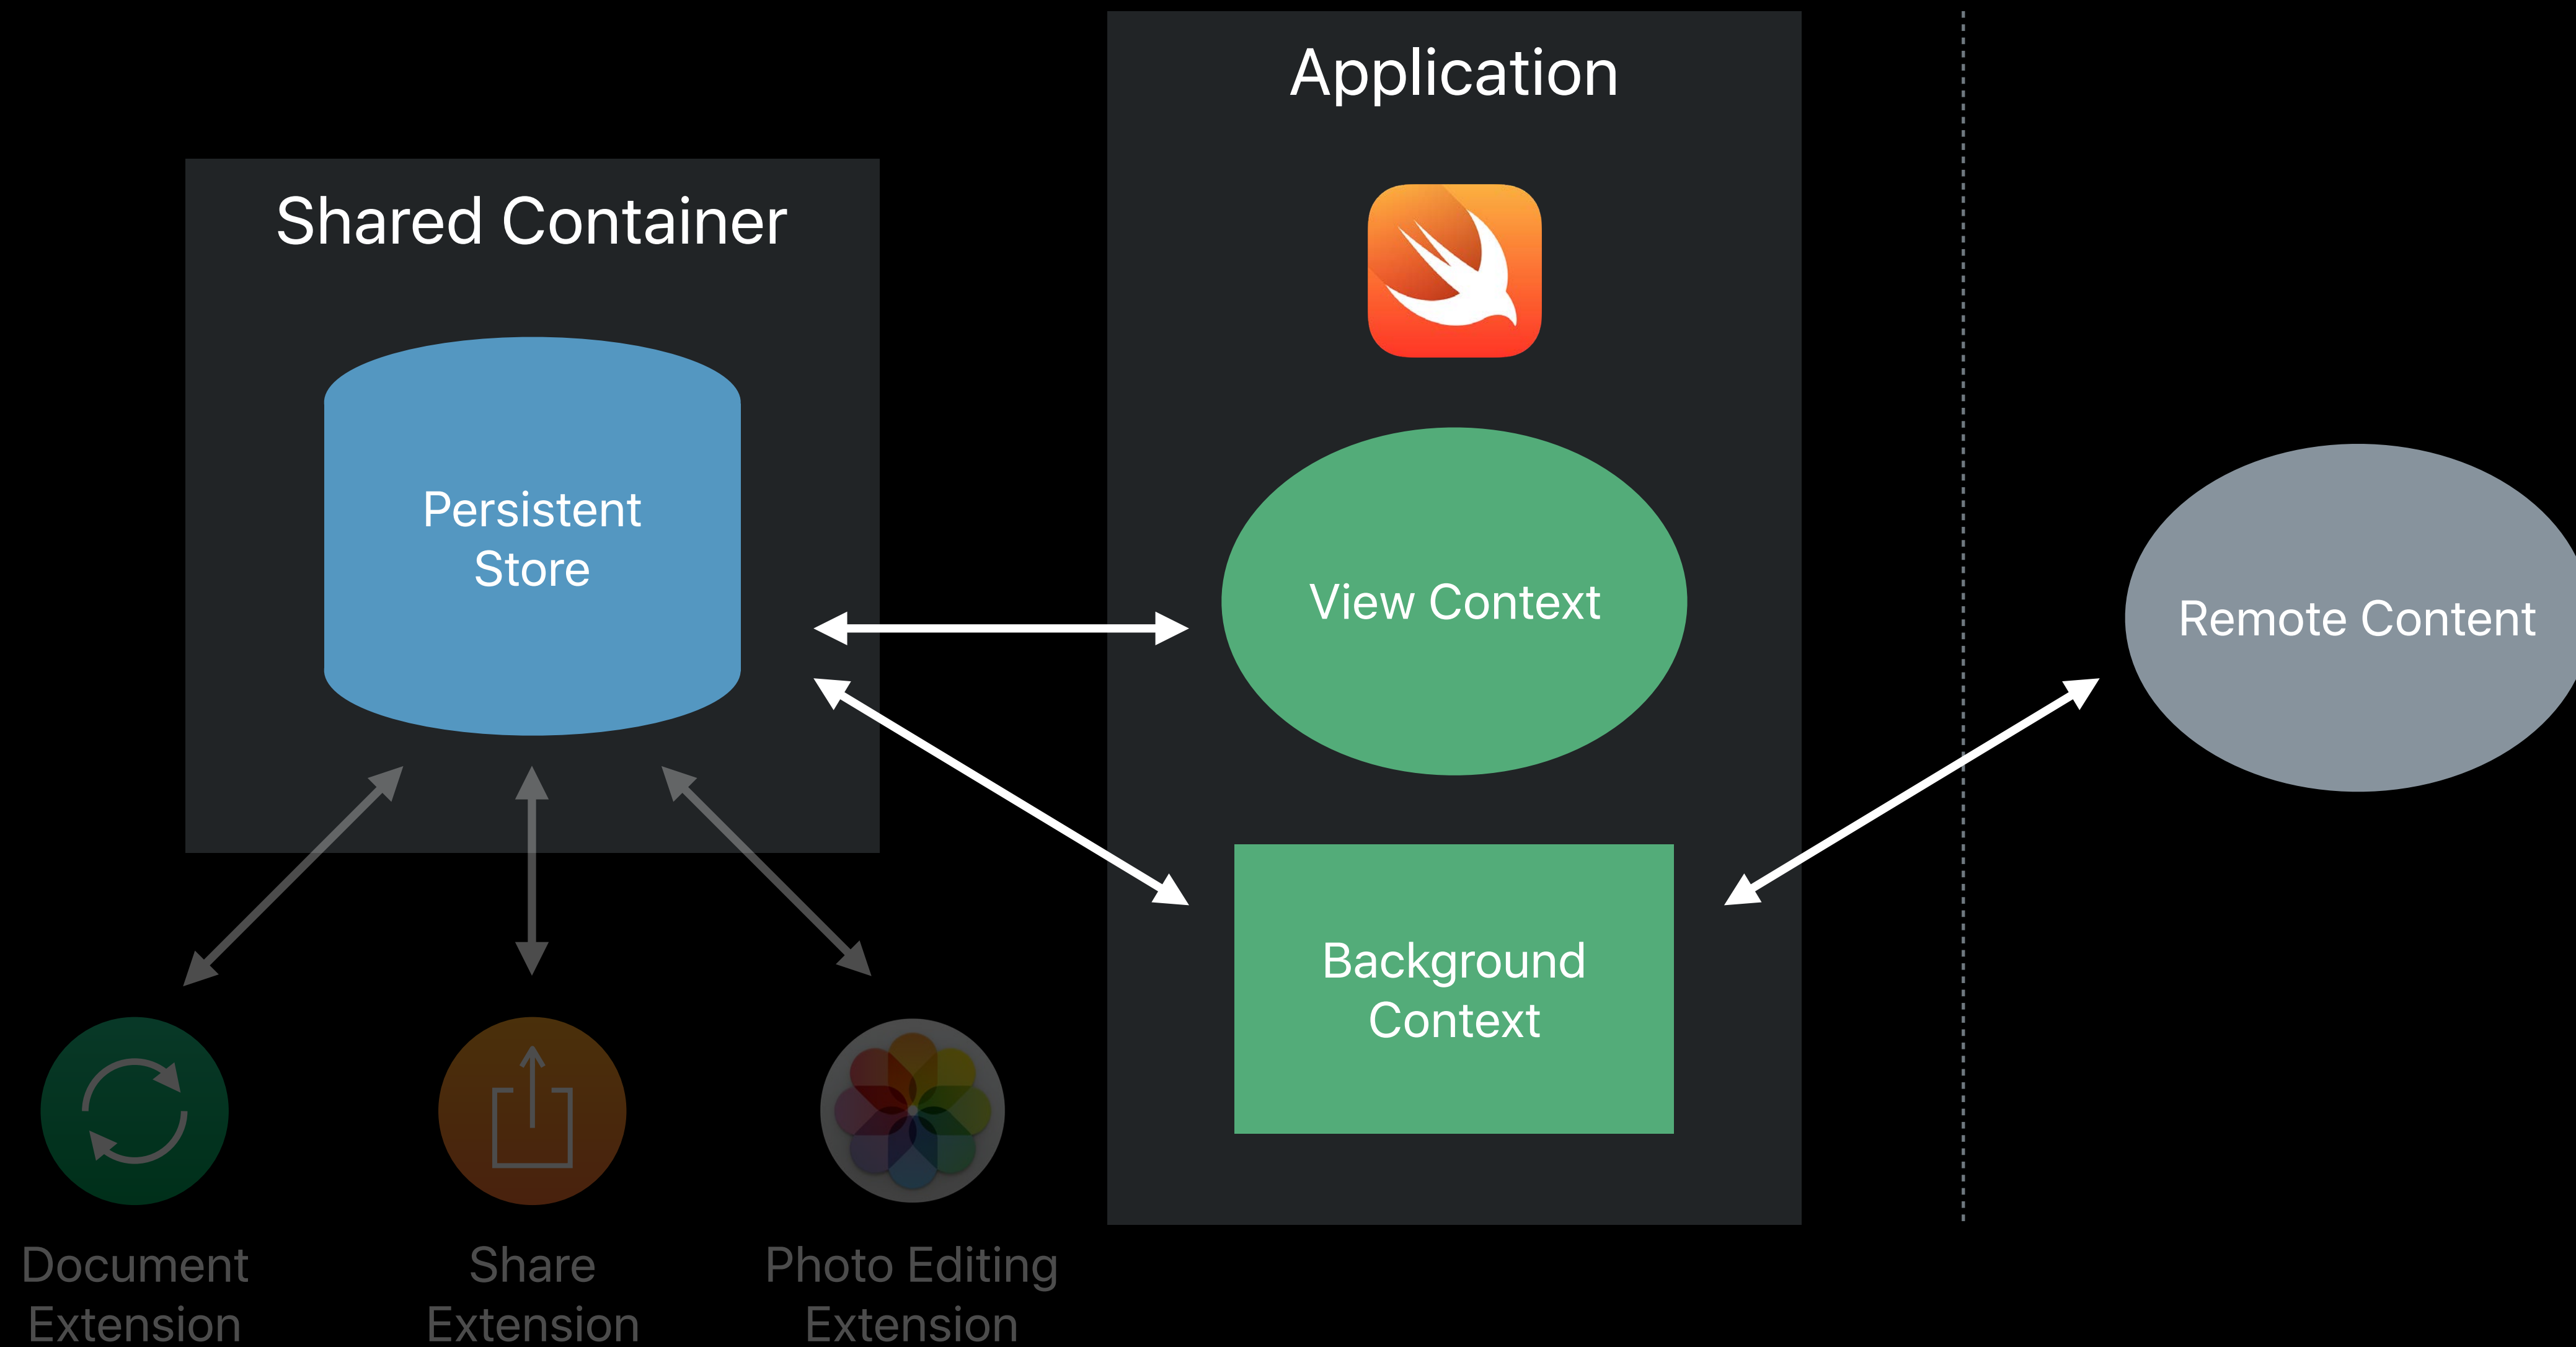 Application
Shared Container
Persistent
Store
View Context
Remote Content
Background
Context
Document
Extension
Share
Extension
Photo Editing
Extension